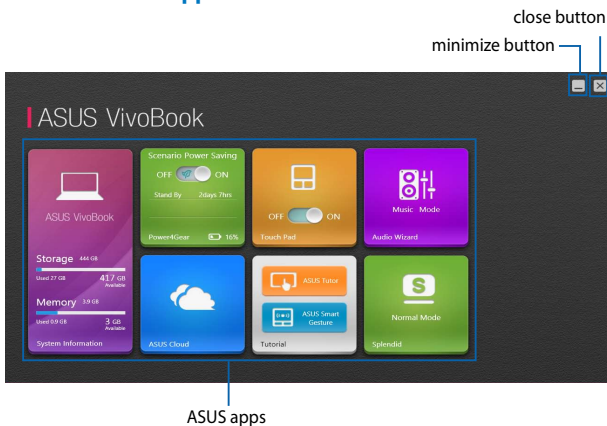 close button
minimize button
ASUS VivoBook
ASUS VivoBook
Storage 444 GB
Used 27 GB 417 GB
Available
Memory 3.9 GB
Used 0.9 GB 3 GB
Available
System Information
Scenario Power Saving
OFF ON
Stand By 2days 7hrs
Power4Gear 16%
OFF ON
Touch Pad
Music Mode
Audio Wizard
ASUS Cloud
ASUS Tutor
ASUS Smart
Gesture
Tutorial
S
Normal Mode
Splendid
ASUS apps